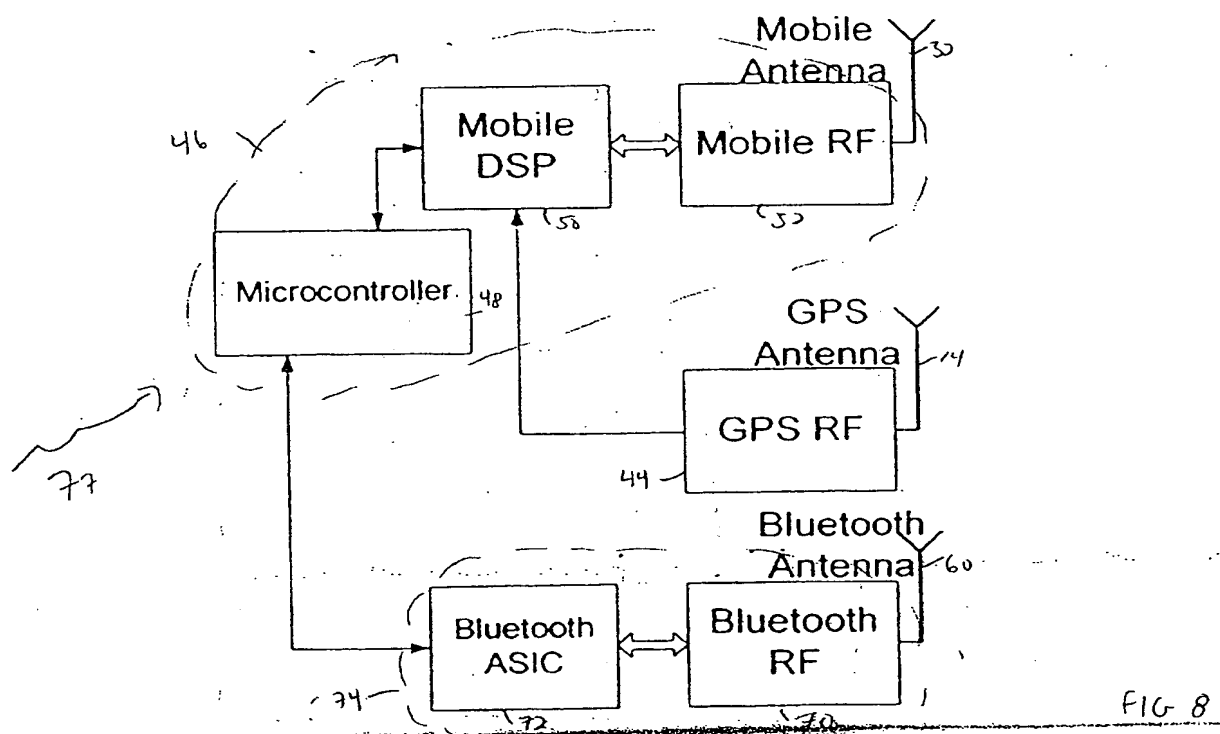 Mobile
Antenna
30
46
Mobile
DSP
Mobile RF
50
Microcontroller
48
GPS
Antenna
14
GPS RF
44
77
Bluetooth
Antenna
60
Bluetooth
ASIC
Bluetooth
RF
74
72
70
FIG 8